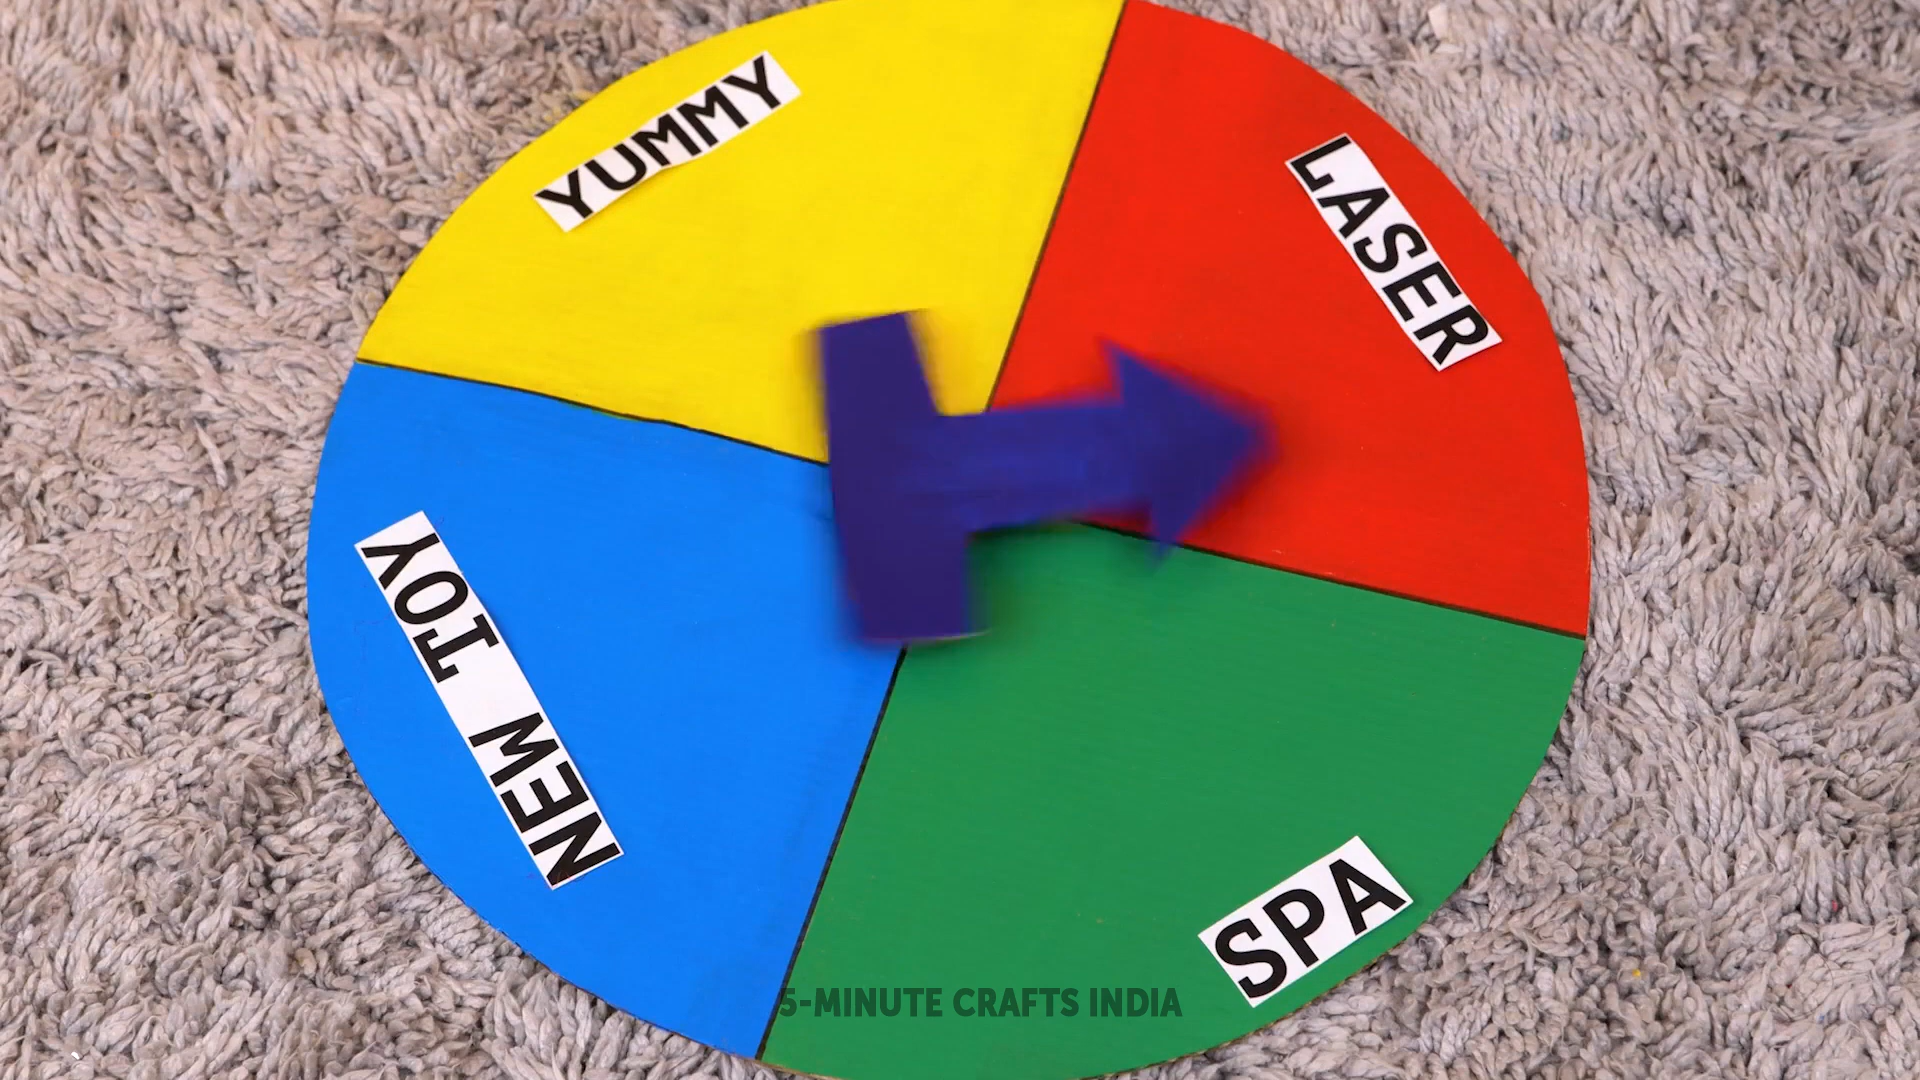 YUMMY
LASER
NEW TOY
SPA
5-MINUTE CRAFTS INDIA